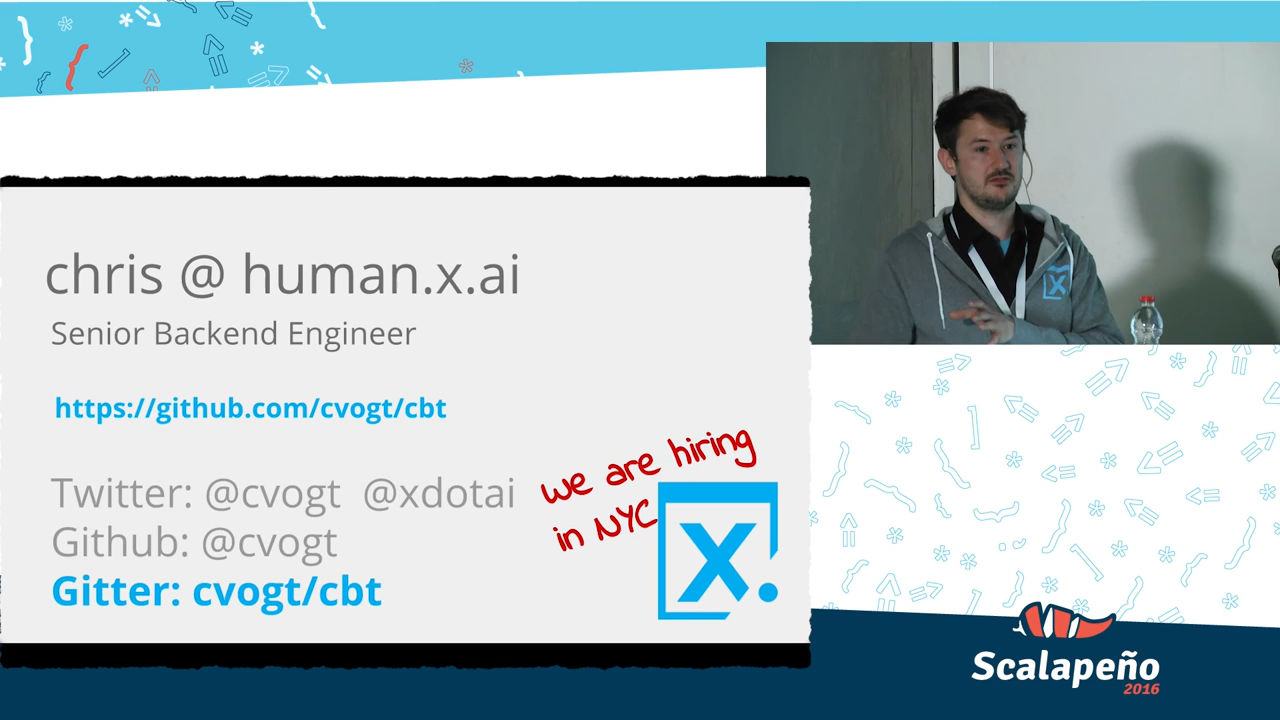 chris @ human.x.ai
Senior Backend Engineer
https://github.com/cvogt/cbt
we are hiring
in NYC
Twitter: @cvogt @xdotai
Github: @cvogt
Gitter: cvogt/cbt
x.
x
Scalapeño
2016